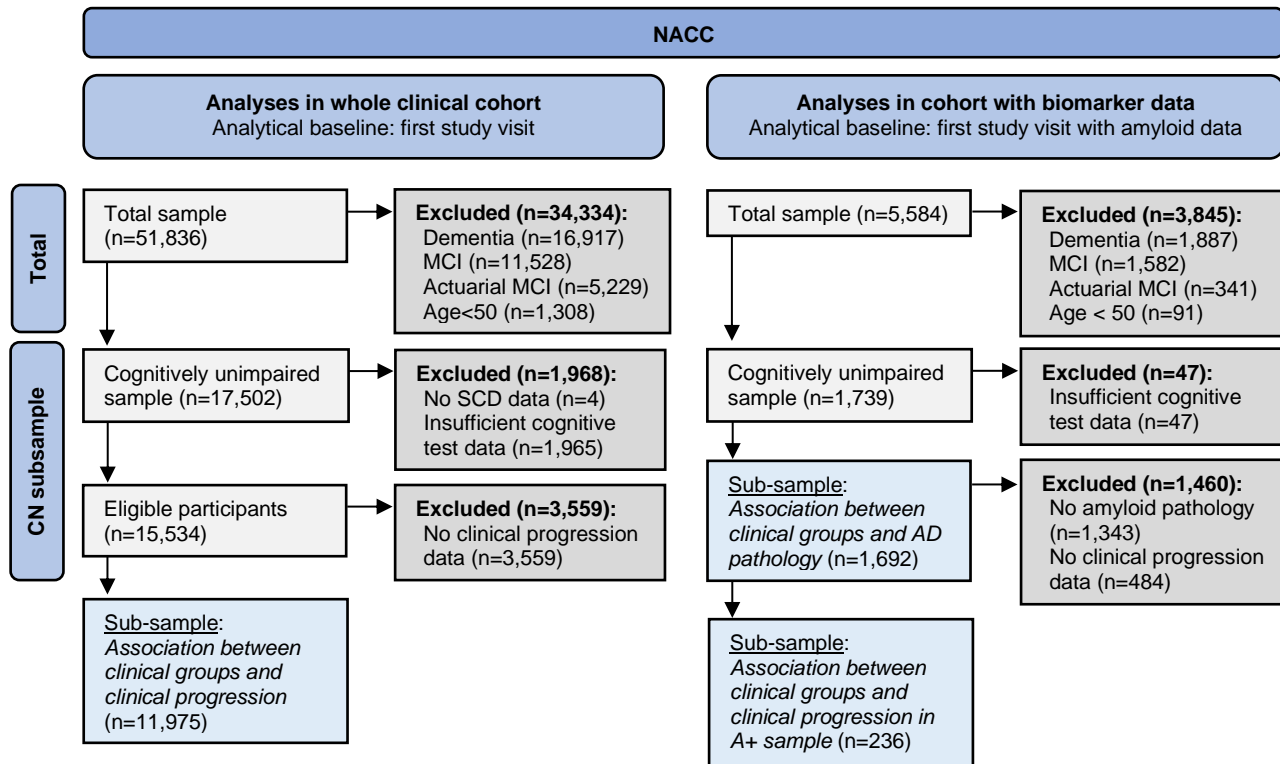 NACC
Analyses in whole clinical cohort
Analytical baseline: first study visit
Analyses in cohort with biomarker data
Analytical baseline: first study visit with amyloid data
Total
Total sample
(n=51,836)
Excluded (n=34,334):
Dementia (n=16,917)
MCI (n=11,528)
Actuarial MCI (n=5,229)
Age<50 (n=1,308)
Total sample (n=5,584)
Excluded (n=3,845):
Dementia (n=1,887)
MCI (n=1,582)
Actuarial MCI (n=341)
Age < 50 (n=91)
CN subsample
Cognitively unimpaired
sample (n=17,502)
Excluded (n=1,968):
No SCD data (n=4)
Insufficient cognitive
test data (n=1,965)
Cognitively unimpaired
sample (n=1,739)
Excluded (n=47):
Insufficient cognitive
test data (n=47)
Eligible participants
(n=15,534)
Excluded (n=3,559):
No clinical progression
data (n=3,559)
Sub-sample:
Association between
clinical groups and AD
pathology (n=1,692)
Excluded (n=1,460):
No amyloid pathology
(n=1,343)
No clinical progression
data (n=484)
Sub-sample:
Association between
clinical groups and
clinical progression
(n=11,975)
Sub-sample:
Association between
clinical groups and
clinical progression in
A+ sample (n=236)